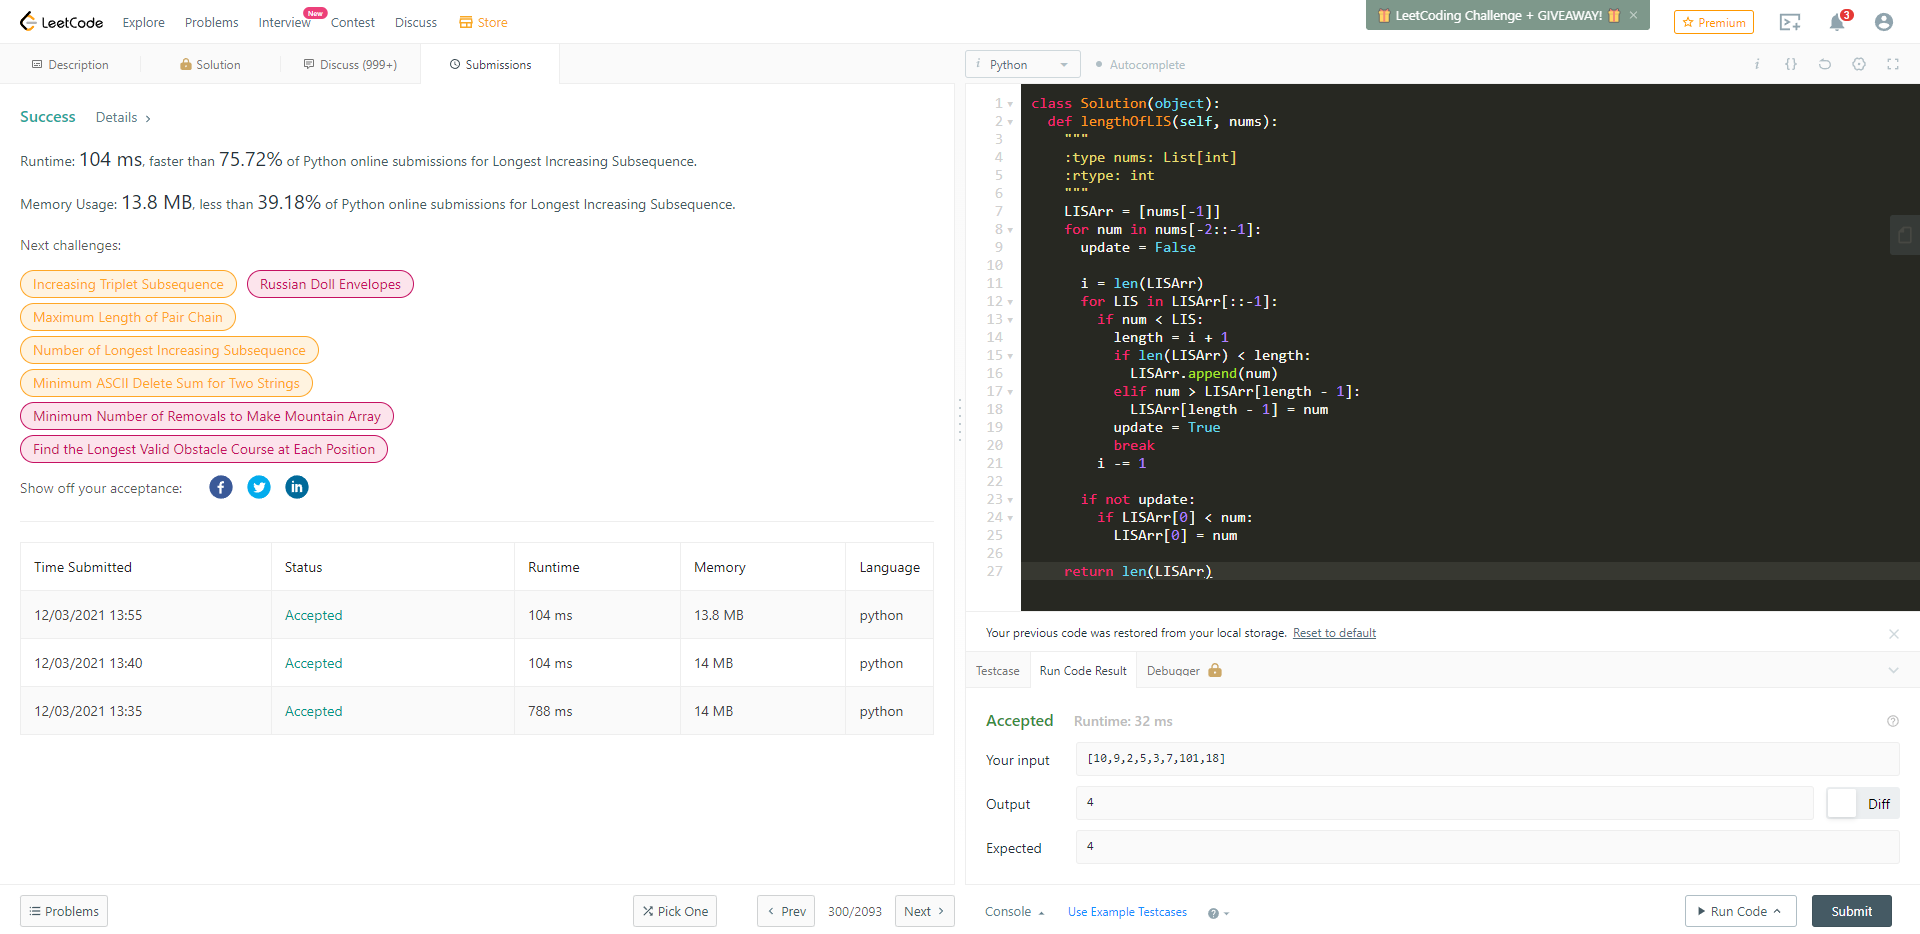 LeetCode Explore Problems Interview New Contest Discuss Store LeetCoding Challenge + GIVEAWAY! × Premium 3
Description Solution Discuss (999+) Submissions
i Python Autocomplete i {}
Success Details >
Runtime: 104 ms, faster than 75.72% of Python online submissions for Longest Increasing Subsequence.
Memory Usage: 13.8 MB, less than 39.18% of Python online submissions for Longest Increasing Subsequence.
Next challenges:
Increasing Triplet Subsequence Russian Doll Envelopes
Maximum Length of Pair Chain
Number of Longest Increasing Subsequence
Minimum ASCII Delete Sum for Two Strings
Minimum Number of Removals to Make Mountain Array
Find the Longest Valid Obstacle Course at Each Position
Show off your acceptance: f in
Time Submitted Status Runtime Memory Language
12/03/2021 13:55 Accepted 104 ms 13.8 MB python
12/03/2021 13:40 Accepted 104 ms 14 MB python
12/03/2021 13:35 Accepted 788 ms 14 MB python
1 class Solution(object):
2 def lengthOfLIS(self, nums):
3 """
4 :type nums: List[int]
5 :rtype: int
6 """
7 LISArr = [nums[-1]]
8 for num in nums[-2::-1]:
9 update = False
10
11 i = len(LISArr)
12 for LIS in LISArr[::-1]:
13 if num < LIS:
14 length = i + 1
15 if len(LISArr) < length:
16 LISArr.append(num)
17 elif num > LISArr[length - 1]:
18 LISArr[length - 1] = num
19 update = True
20 break
21 i -= 1
22
23 if not update:
24 if LISArr[0] < num:
25 LISArr[0] = num
26
27 return len(LISArr)
Your previous code was restored from your local storage. Reset to default ×
Testcase Run Code Result Debugger
Accepted Runtime: 32 ms ?
Your input [10,9,2,5,3,7,101,18]
Output 4 Diff
Expected 4
Problems Pick One < Prev 300/2093 Next > Console Use Example Testcases ? Run Code Submit